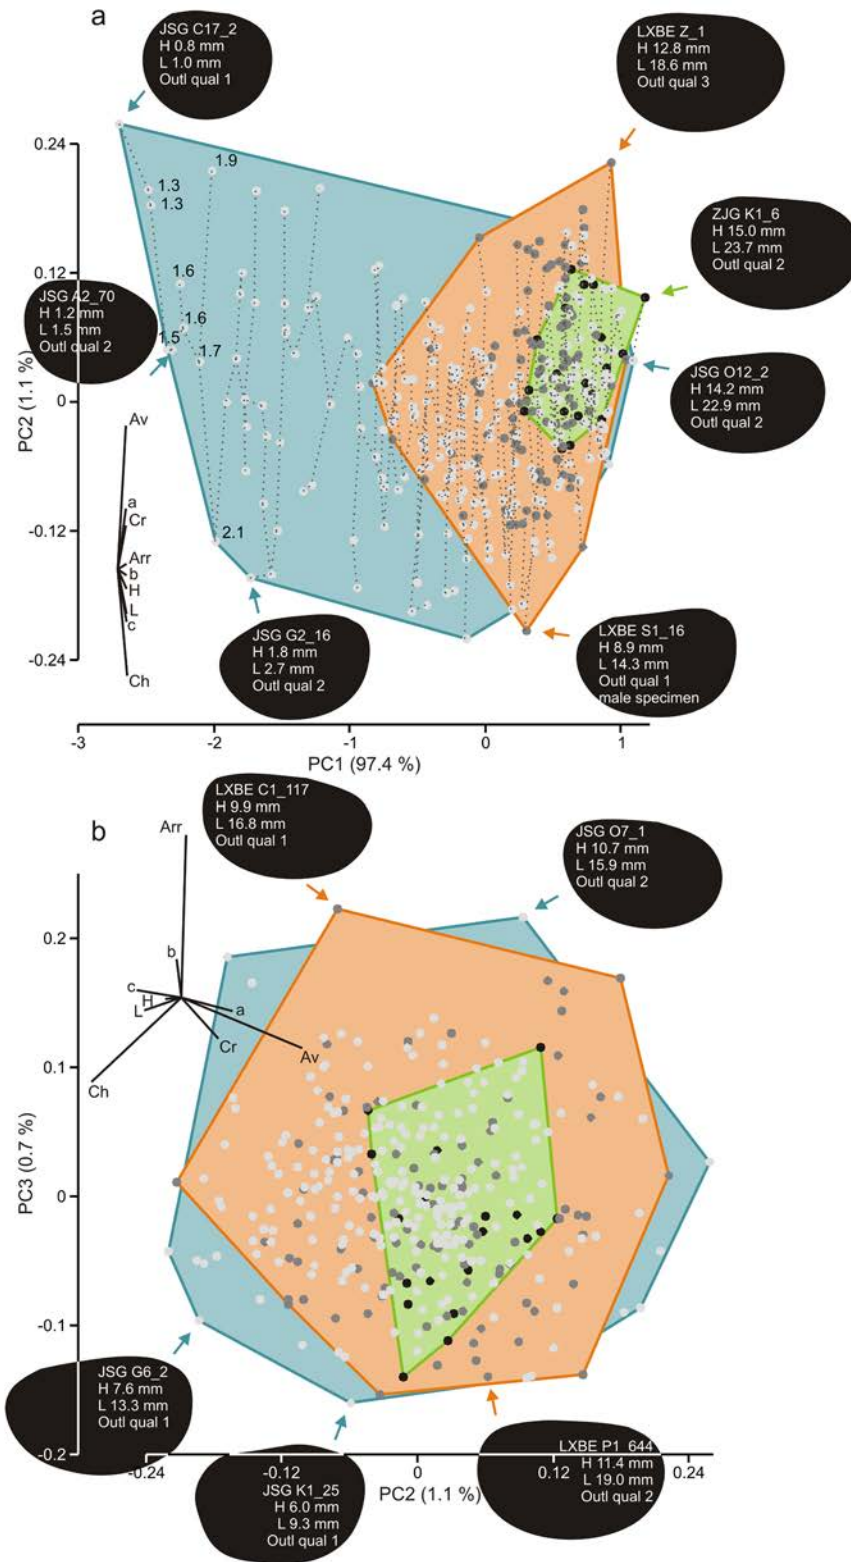 a
JSG C17_2
H 0.8 mm
L 1.0 mm
Outl qual 1
LXBE Z_1
H 12.8 mm
L 18.6 mm
Outl qual 3
0.24
1.9
1.3
1.3
ZJG K1_6
H 15.0 mm
L 23.7 mm
Outl qual 2
0.12
1.6
JSG A2_70
H 1.2 mm
L 1.5 mm
Outl qual 2
1.6
1.5
1.7
JSG O12_2
H 14.2 mm
L 22.9 mm
Outl qual 2
PC2 (1.1 %)
0
Av
a
Cr
Arr
b
H
L
c
Ch
-0.12
2.1
JSG G2_16
H 1.8 mm
L 2.7 mm
Outl qual 2
LXBE S1_16
H 8.9 mm
L 14.3 mm
Outl qual 1
male specimen
-0.24
-3
-2
-1
0
1
PC1 (97.4 %)
b
LXBE C1_117
H 9.9 mm
L 16.8 mm
Outl qual 1
JSG O7_1
H 10.7 mm
L 15.9 mm
Outl qual 2
Arr
b
c
H
L
a
Cr
Av
Ch
0.2
0.1
PC3 (0.7 %)
0
-0.1
-0.2
JSG G6_2
H 7.6 mm
L 13.3 mm
Outl qual 1
LXBE P1_644
H 11.4 mm
L 19.0 mm
Outl qual 2
-0.24
-0.12
0
0.12
0.24
JSG K1_25
H 6.0 mm
L 9.3 mm
Outl qual 1
PC2 (1.1 %)